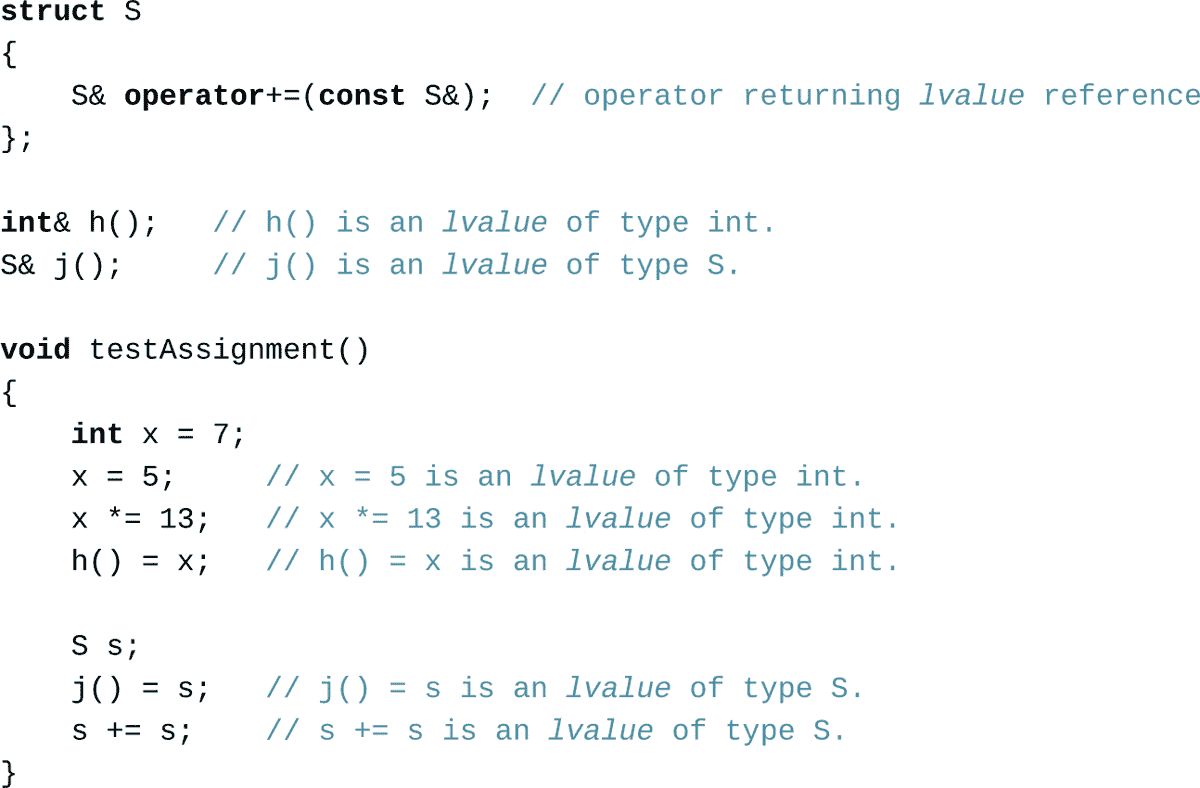 struct S
{
    S& operator+=(const S&);  // operator returning lvalue reference
};

int& h();   // h() is an lvalue of type int.
S& j();     // j() is an lvalue of type S.

void testAssignment()
{
    int x = 7;
    x = 5;     // x = 5 is an lvalue of type int.
    x *= 13;   // x *= 13 is an lvalue of type int.
    h() = x;   // h() = x is an lvalue of type int.

    S s;
    j() = s;   // j() = s is an lvalue of type S.
    s += s;    // s += s is an lvalue of type S.
}